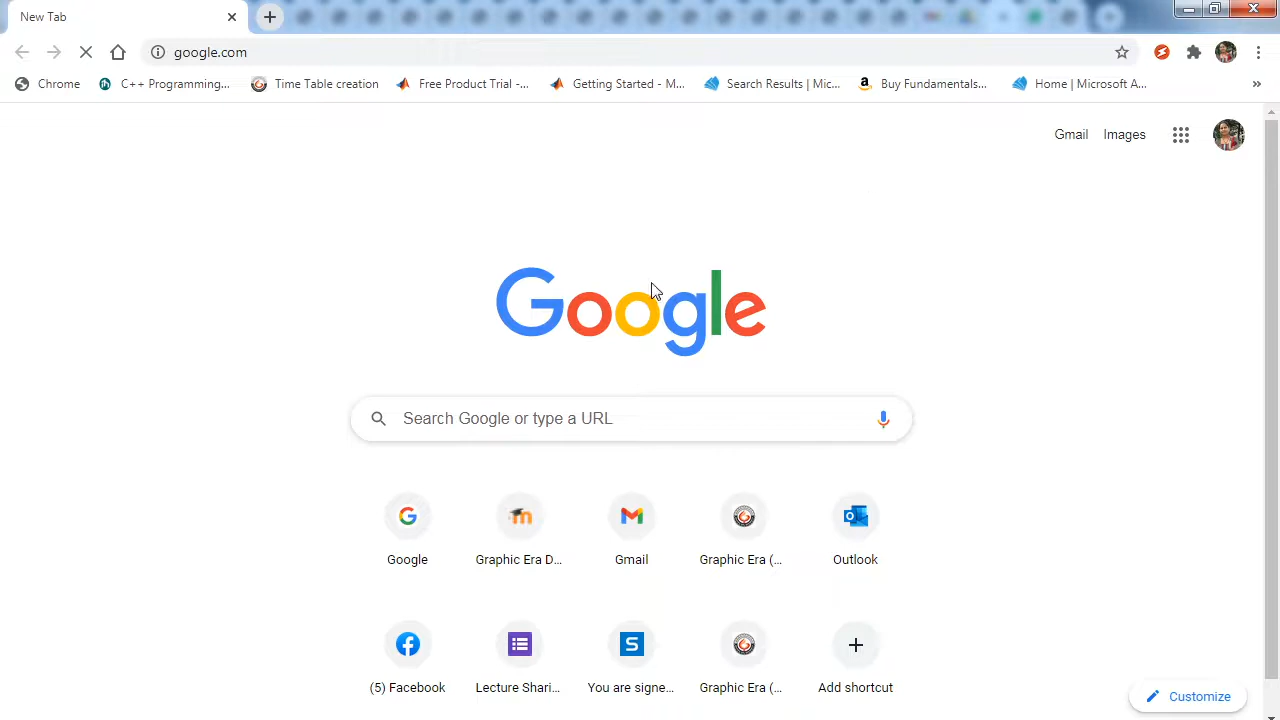 New Tab
google.com
Chrome
C++ Programming...
Time Table creation
Free Product Trial -...
Getting Started - M...
Search Results | Mic...
Buy Fundamentals...
Home | Microsoft A...
Gmail
Images
Google
Search Google or type a URL
Google
Graphic Era D...
Gmail
Graphic Era (...
Outlook
(5) Facebook
Lecture Shari...
You are signe...
Graphic Era (...
Add shortcut
Customize